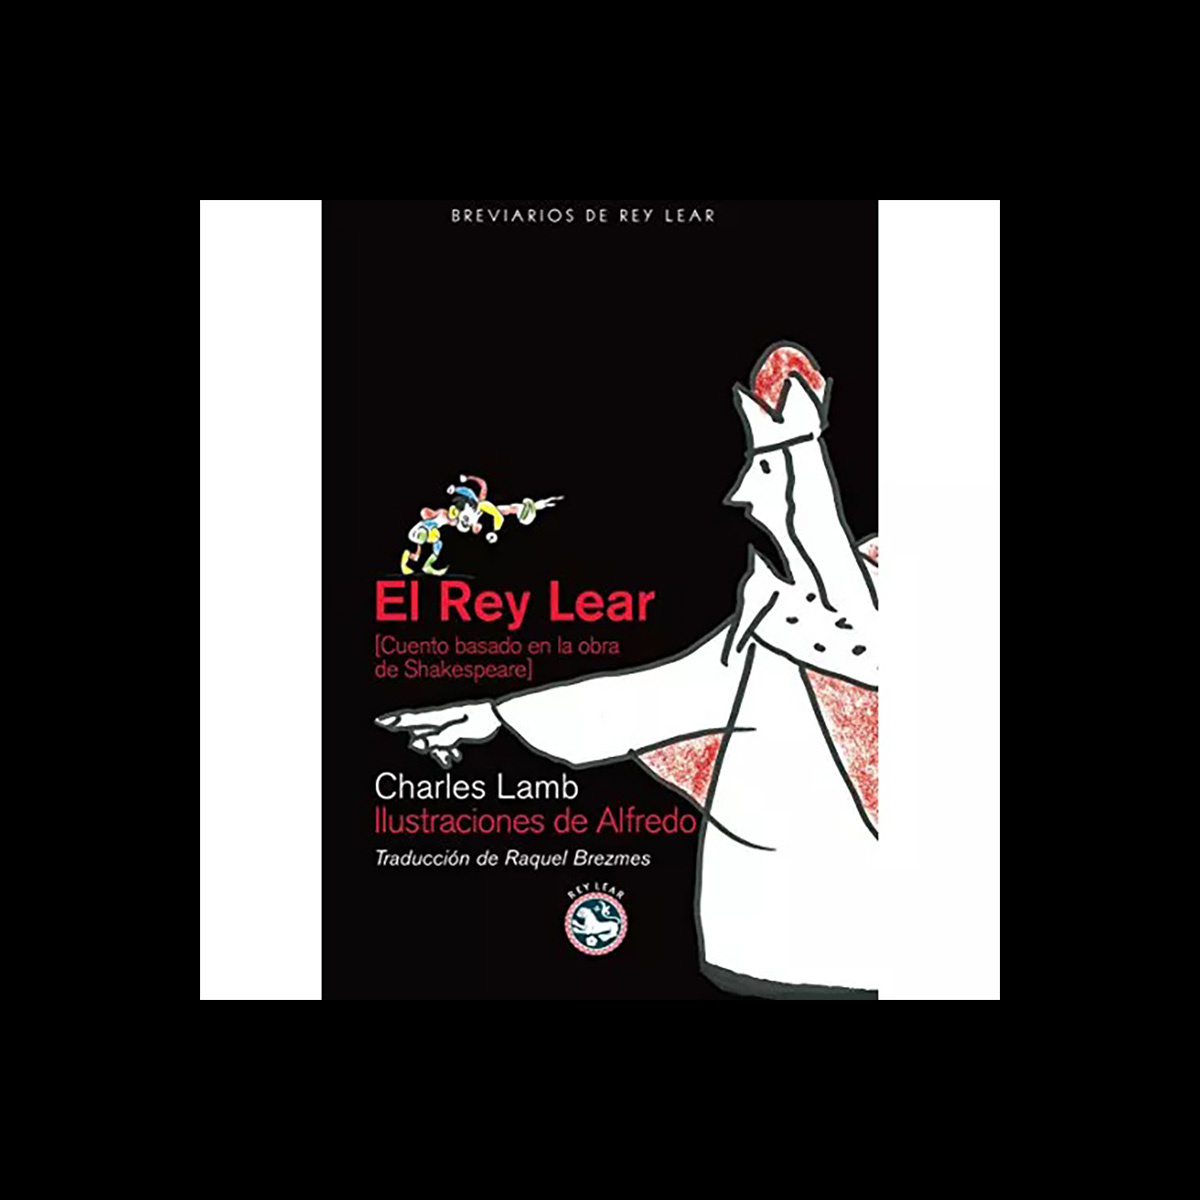 BREVIARIOS DE REY LEAR
El Rey Lear
[Cuento basado en la obra
de Shakespeare]
Charles Lamb
Ilustraciones de Alfredo
Traducción de Raquel Brezmes
REY LEAR